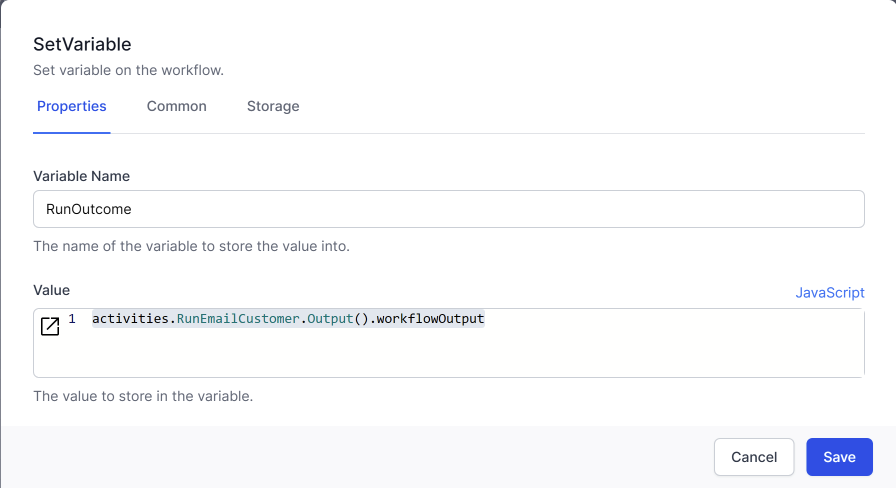 SetVariable
Set variable on the workflow.
Properties Common Storage
Variable Name
RunOutcome
The name of the variable to store the value into.
Value JavaScript
1 activities.RunEmailCustomer.Output().workflowOutput
The value to store in the variable.
Cancel Save